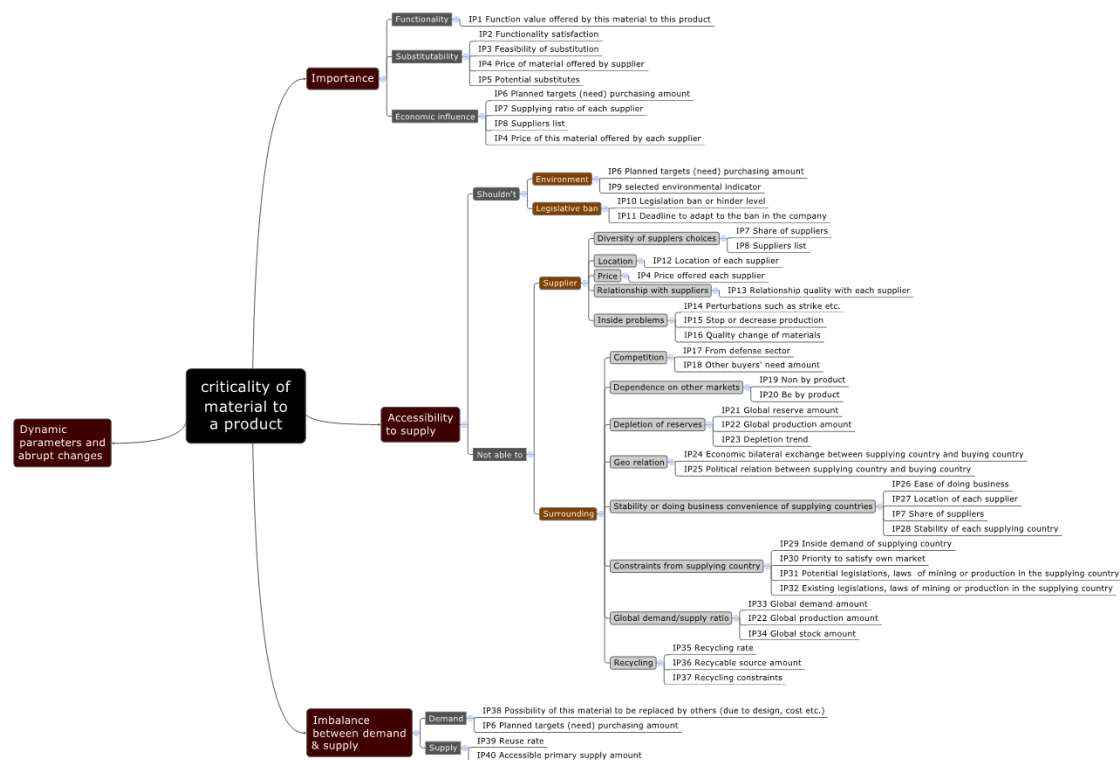 Functionality
IP1 Function value offered by this material to this product
IP2 Functionality satisfaction
Substitutability
IP3 Feasibility of substitution
IP4 Price of material offered by supplier
IP5 Potential substitutes
Importance
IP6 Planned targets (need) purchasing amount
IP7 Supplying ratio of each supplier
Economic influence
IP8 Suppliers list
IP4 Price of this material offered by each supplier
IP6 Planned targets (need) purchasing amount
Environment
IP9 selected environmental indicator
Shouldn't
IP10 Legislation ban or hinder level
Legislative ban
IP11 Deadline to adapt to the ban in the company
IP7 Share of suppliers
Diversity of supplers choices
IP8 Suppliers list
Location
IP12 Location of each supplier
Supplier
Price
IP4 Price offered each supplier
Relationship with suppliers
IP13 Relationship quality with each supplier
IP14 Perturbations such as strike etc.
Inside problems
IP15 Stop or decrease production
IP16 Quality change of materials
Competition
IP17 From defense sector
IP18 Other buyers' need amount
Dependence on other markets
IP19 Non by product
IP20 Be by product
criticality of
material to
a product
Accessibility
to supply
Dynamic
parameters and
abrupt changes
IP21 Global reserve amount
Depletion of reserves
IP22 Global production amount
IP23 Depletion trend
Not able to
Geo relation
IP24 Economic bilateral exchange between supplying country and buying country
IP25 Political relation between supplying country and buying country
IP26 Ease of doing business
IP27 Location of each supplier
Surrounding
Stability or doing business convenience of supplying countries
IP7 Share of suppliers
IP28 Stability of each supplying country
IP29 Inside demand of supplying country
IP30 Priority to satisfy own market
Constraints from supplying country
IP31 Potential legislations, laws of mining or production in the supplying country
IP32 Existing legislations, laws of mining or production in the supplying country
IP33 Global demand amount
Global demand/supply ratio
IP22 Global production amount
IP34 Global stock amount
IP35 Recycling rate
Recycling
IP36 Recycable source amount
IP37 Recycling constraints
Imbalance
between demand
& supply
Demand
IP38 Possibility of this material to be replaced by others (due to design, cost etc.)
IP6 Planned targets (need) purchasing amount
Supply
IP39 Reuse rate
IP40 Accessible primary supply amount